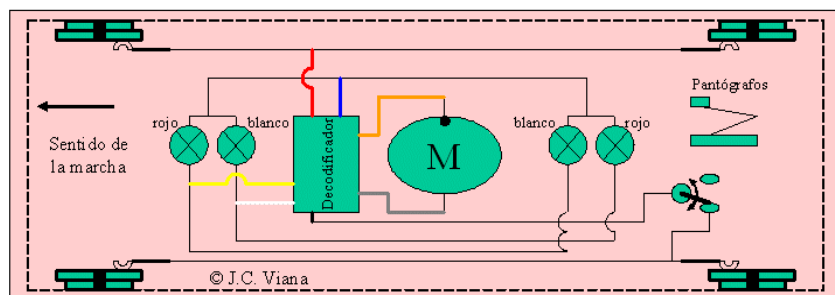 Pantógrafos
rojo
blanco
blanco
rojo
Sentido de
la marcha
Decodificador
M
© J.C. Viana